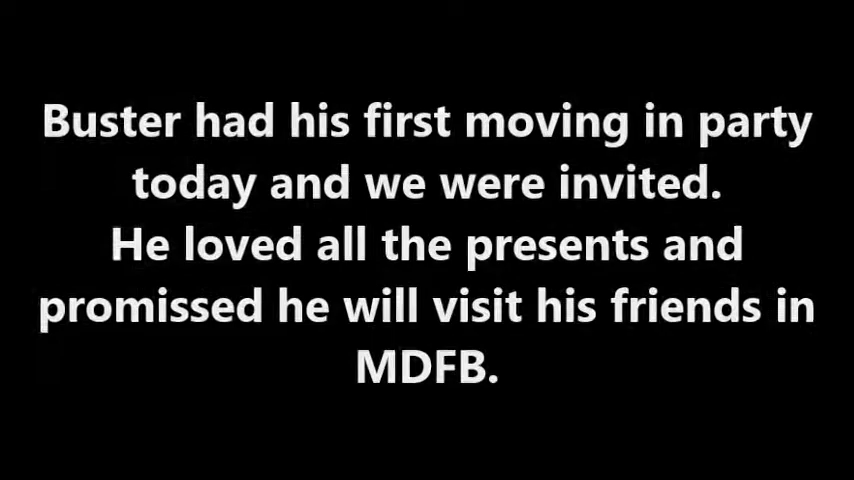 Buster had his first moving in party
today and we were invited.
He loved all the presents and
promissed he will visit his friends in
MDFB.